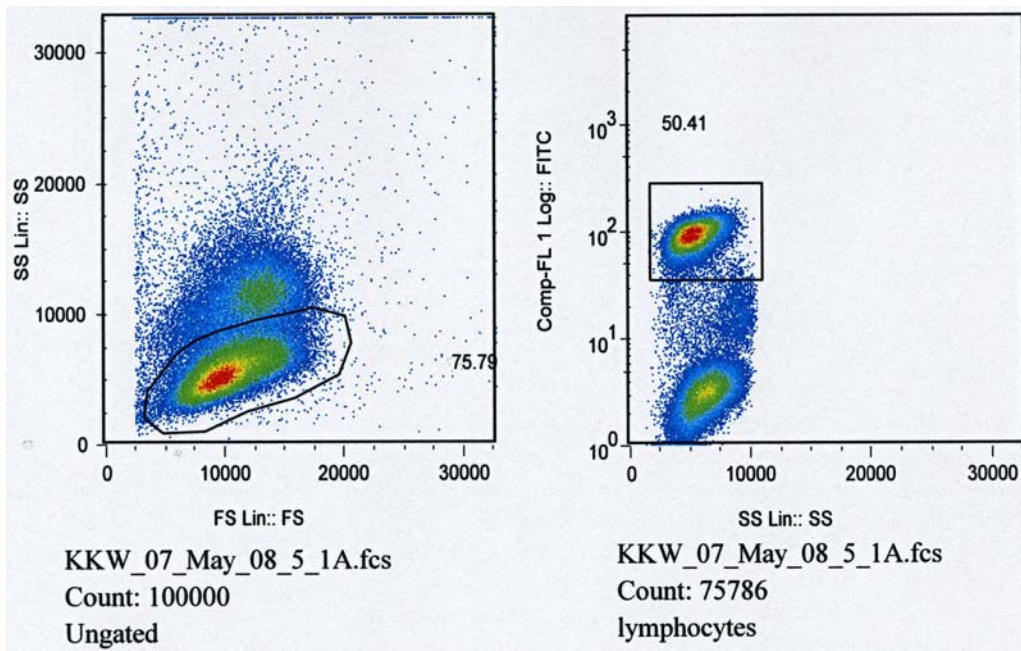 30000
20000
10000
0
SS Lin:: SS
75.79
0
10000
20000
30000
FS Lin:: FS
KKW_07_May_08_5_1A.fcs
Count: 100000
Ungated
50.41
10³
10²
10¹
10⁰
Comp-FL 1 Log:: FITC
0
10000
20000
30000
SS Lin:: SS
KKW_07_May_08_5_1A.fcs
Count: 75786
lymphocytes